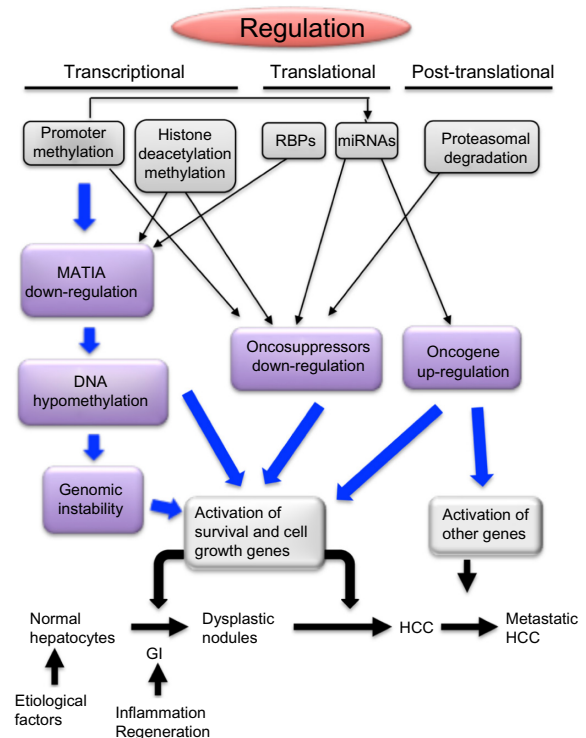 Regulation
Transcriptional
Translational
Post-translational
Promoter
methylation
Histone
deacetylation
methylation
RBPs
miRNAs
Proteasomal
degradation
MATIA
down-regulation
Oncosuppressors
down-regulation
Oncogene
up-regulation
DNA
hypomethylation
Genomic
instability
Activation of
survival and cell
growth genes
Activation of
other genes
Normal
hepatocytes
GI
Dysplastic
nodules
HCC
Metastatic
HCC
Etiological
factors
Inflammation
Regeneration